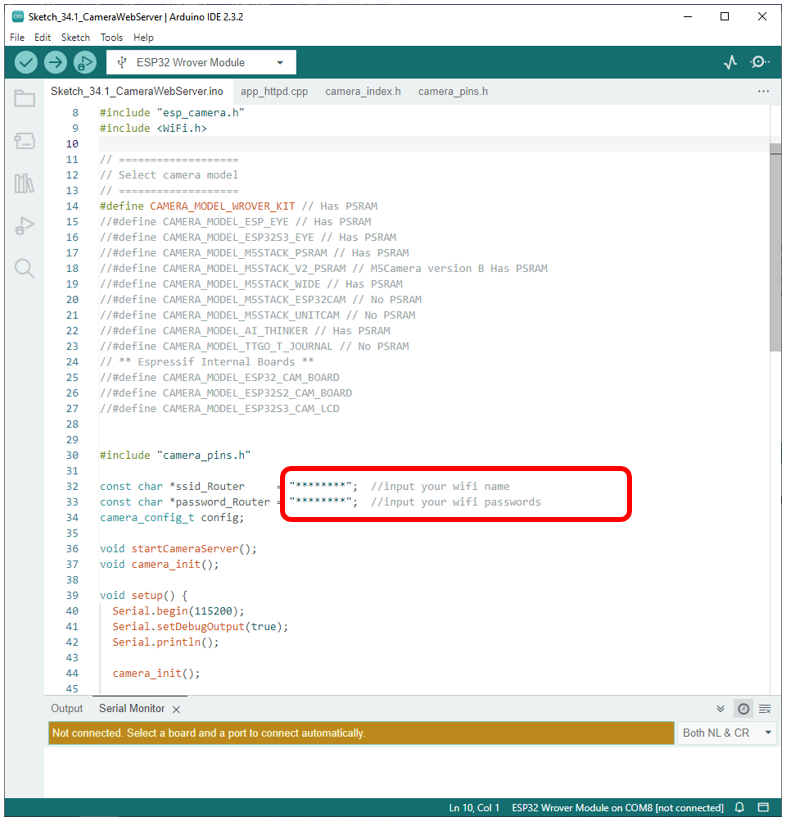 Sketch_34.1_CameraWebServer | Arduino IDE 2.3.2
File Edit Sketch Tools Help
ESP32 Wrover Module
Sketch_34.1_CameraWebServer.ino app_httpd.cpp camera_index.h camera_pins.h ...
8 #include "esp_camera.h"
9 #include <WiFi.h>
10
11 // ===================
12 // Select camera model
13 // ===================
14 #define CAMERA_MODEL_WROVER_KIT // Has PSRAM
15 //#define CAMERA_MODEL_ESP_EYE // Has PSRAM
16 //#define CAMERA_MODEL_ESP32S3_EYE // Has PSRAM
17 //#define CAMERA_MODEL_M5STACK_PSRAM // Has PSRAM
18 //#define CAMERA_MODEL_M5STACK_V2_PSRAM // M5Camera version B Has PSRAM
19 //#define CAMERA_MODEL_M5STACK_WIDE // Has PSRAM
20 //#define CAMERA_MODEL_M5STACK_ESP32CAM // No PSRAM
21 //#define CAMERA_MODEL_M5STACK_UNITCAM // No PSRAM
22 //#define CAMERA_MODEL_AI_THINKER // Has PSRAM
23 //#define CAMERA_MODEL_TTGO_T_JOURNAL // No PSRAM
24 // ** Espressif Internal Boards **
25 //#define CAMERA_MODEL_ESP32_CAM_BOARD
26 //#define CAMERA_MODEL_ESP32S2_CAM_BOARD
27 //#define CAMERA_MODEL_ESP32S3_CAM_LCD
28
29
30 #include "camera_pins.h"
31
32 const char *ssid_Router = "********"; //input your wifi name
33 const char *password_Router = "********"; //input your wifi passwords
34 camera_config_t config;
35
36 void startCameraServer();
37 void camera_init();
38
39 void setup() {
40 Serial.begin(115200);
41 Serial.setDebugOutput(true);
42 Serial.println();
43
44 camera_init();
45
Output Serial Monitor
Not connected. Select a board and a port to connect automatically. Both NL & CR
Ln 10, Col 1 ESP32 Wrover Module on COM8 [not connected]